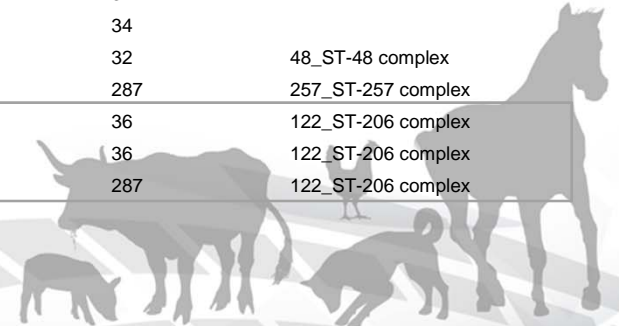 34
32 48_ST-48 complex
287 257_ST-257 complex
36 122_ST-206 complex
36 122_ST-206 complex
287 122_ST-206 complex